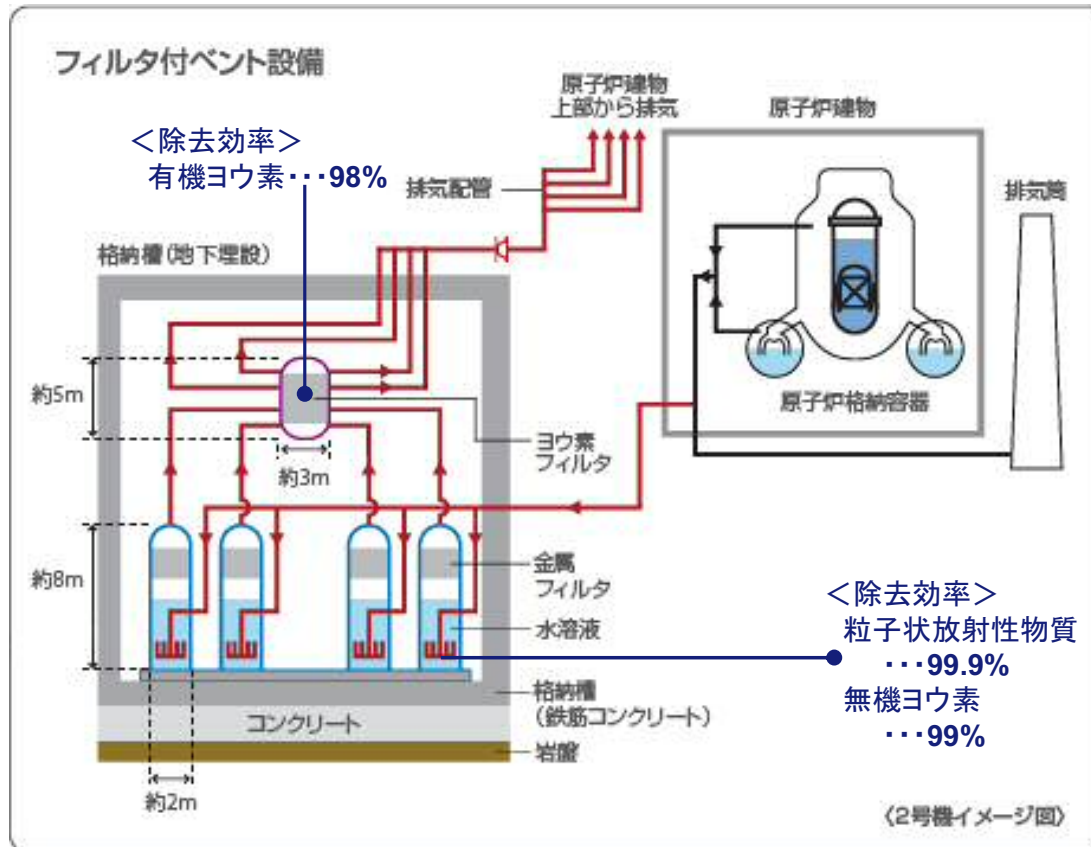 フィルタ付ベント設備
＜除去効率＞
有機ヨウ素・・・98%
原子炉建物
上部から排気
排気配管
原子炉建物
排気筒
格納槽(地下埋設)
原子炉格納容器
約5m
ヨウ素
フィルタ
約3m
約8m
金属
フィルタ
水溶液
＜除去効率＞
粒子状放射性物質
・・・99.9%
無機ヨウ素
・・・99%
格納槽
(鉄筋コンクリート)
コンクリート
岩盤
約2m
〈2号機イメージ図〉